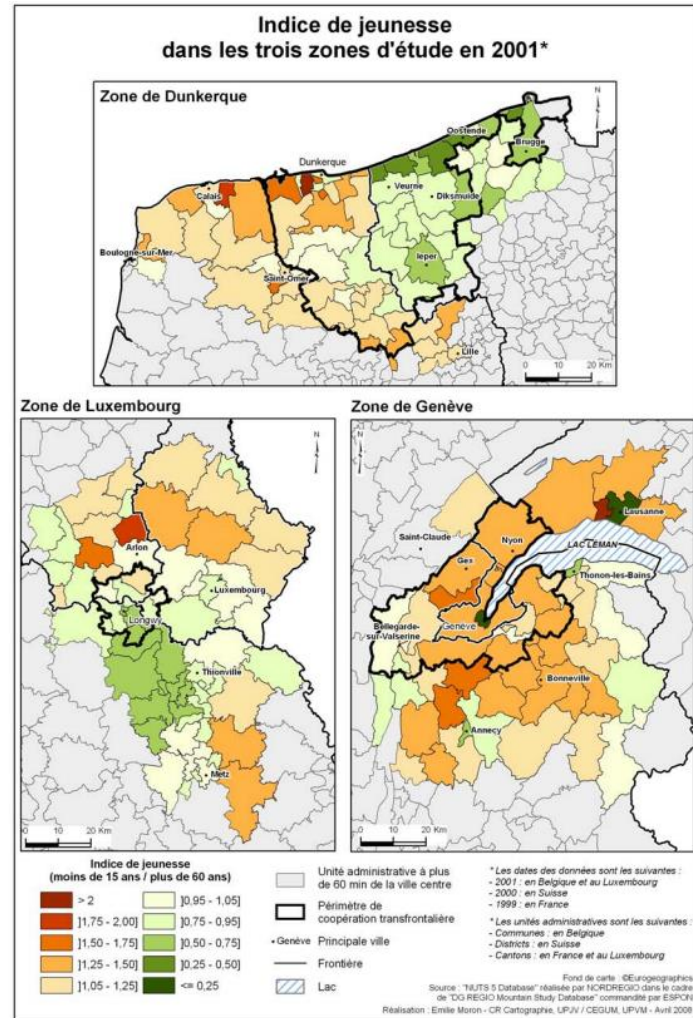 Indice de jeunesse
dans les trois zones d'étude en 2001*
Zone de Dunkerque
N
Oostende
Brugge
Dunkerque
Calais
Veurne
Diksmuide
Boulogne-sur-Mer
Ieper
Saint-Omer
Lille
0 10 20 Km
Zone de Luxembourg
N
Arlon
Luxembourg
Longwy
Thionville
Metz
0 10 20 Km
Zone de Genève
N
Lausanne
Saint-Claude
Nyon
LAC LEMAN
Gex
Thonon-les-Bains
Genève
Bellegarde-
sur-Valserine
Bonneville
Annecy
0 10 20 Km
Indice de jeunesse
(moins de 15 ans / plus de 60 ans)
> 2
]1,75 - 2,00]
]1,50 - 1,75]
]1,25 - 1,50]
]1,05 - 1,25]
]0,95 - 1,05]
]0,75 - 0,95]
]0,50 - 0,75]
]0,25 - 0,50]
<= 0,25
Unité administrative à plus
de 60 min de la ville centre
Périmètre de
coopération transfrontalière
• Genève Principale ville
Frontière
Lac
* Les dates des données sont les suivantes :
- 2001 : en Belgique et au Luxembourg
- 2000 : en Suisse
- 1999 : en France
* Les unités administratives sont les suivantes :
- Communes : en Belgique
- Districts : en Suisse
- Cantons : en France et au Luxembourg
Fond de carte : ©Eurogeographics
Source : "NUTS 5 Database" réalisée par NORDREGIO dans le cadre
de "DG REGIO Mountain Study Database" commandité par ESPON
Réalisation : Emilie Moron - CR Cartographie, UPJV / CEGUM, UPVM - Avril 2008